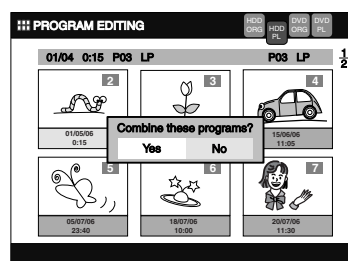 PROGRAM EDITING
HDD ORG
HDD PL
DVD ORG
DVD PL
01/04 0:15 P03 LP
P03 LP
1
2
2
3
4
Combine these programs?
Yes No
01/05/06
0:15
15/06/06
11:05
5
6
7
05/07/06
23:40
18/07/06
10:00
20/07/06
11:30